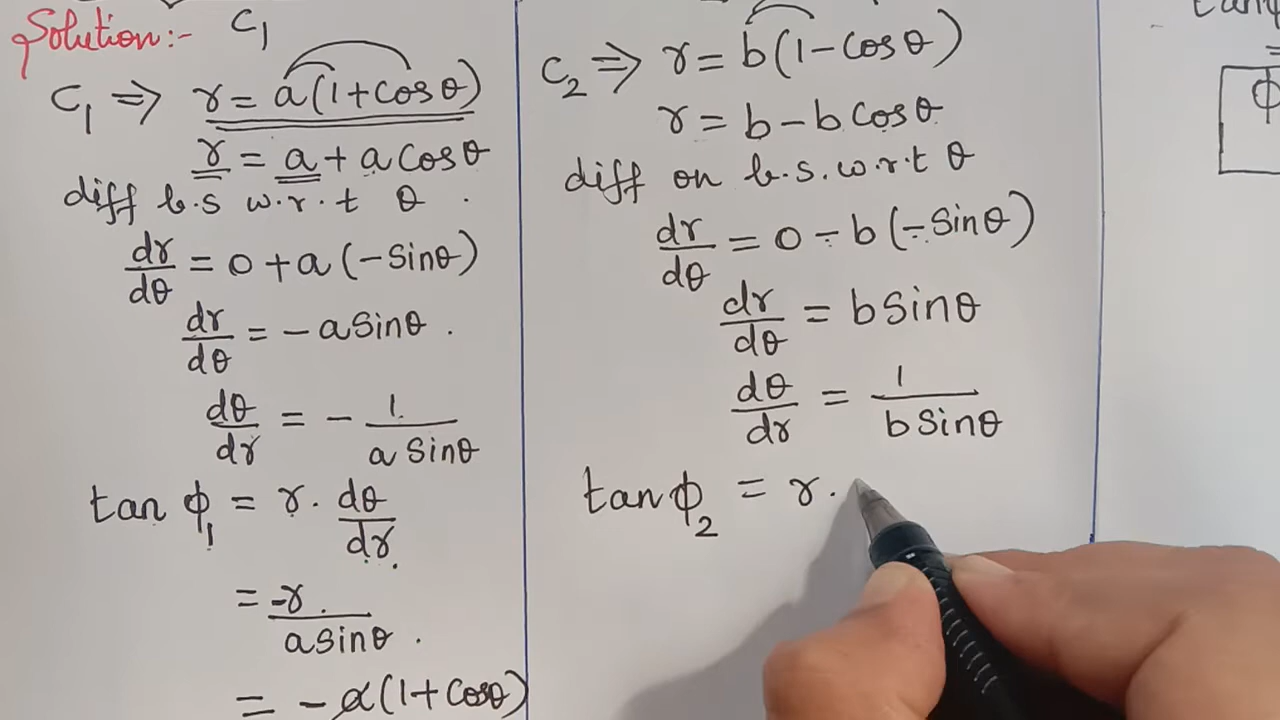 Solution:- C₁
C₁ ⇒ r = a(1+cosθ)
r = a + a cosθ
diff b.s w.r.t θ .
dr/dθ = 0 + a(-sinθ)
dr/dθ = - a sinθ .
dθ/dr = - 1/(a sinθ)
tan ϕ₁ = r . dθ/dr
= -r/(a sinθ) .
= - a(1+cosθ)
C₂ ⇒ r = b(1-cosθ)
r = b - b cosθ
diff on b.s. w.r.t θ
dr/dθ = 0 - b(-sinθ)
dr/dθ = b sinθ
dθ/dr = 1/(b sinθ)
tan ϕ₂ = r .
tanϕ
=
ϕ